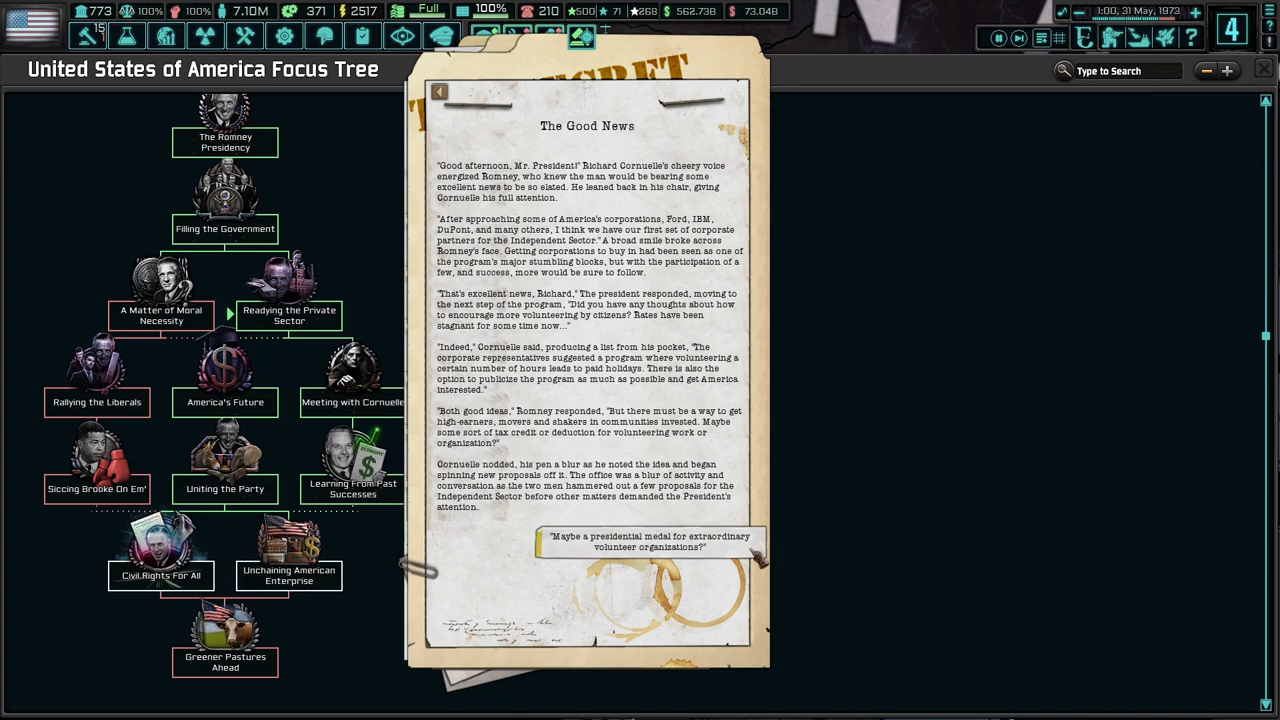 773 100% 100% 7.10M 371 2517 Full 100% 210 500 71 268 $ 562.73B $ 73.04B
1:00, 31 May, 1973
4
15
United States of America Focus Tree
Type to Search
The Romney
Presidency
Filling the Government
A Matter of Moral
Necessity
Readying the Private
Sector
Rallying the Liberals
America's Future
Meeting with Cornuelle
Siccing Brooke On Em'
Uniting the Party
Learning From Past
Successes
Civil Rights For All
Unchaining American
Enterprise
Greener Pastures
Ahead
The Good News
"Good afternoon, Mr. President!" Richard Cornuelle's cheery voice
energized Romney, who knew the man would be bearing some
excellent news to be so elated. He leaned back in his chair, giving
Cornuelle his full attention.
"After approaching some of America's corporations, Ford, IBM,
DuPont, and many others, I think we have our first set of corporate
partners for the Independent Sector." A broad smile broke across
Romney's face. Getting corporations to buy in had been seen as one of
the program's major stumbling blocks, but with the participation of a
few, and success, more would be sure to follow.
"That's excellent news, Richard," The president responded, moving to
the next step of the program, "Did you have any thoughts about how
to encourage more volunteering by citizens? Rates have been
stagnant for some time now..."
"Indeed," Cornuelle said, producing a list from his pocket, "The
corporate representatives suggested a program where volunteering a
certain number of hours leads to paid holidays. There is also the
option to publicize the program as much as possible and get America
interested."
"Both good ideas," Romney responded, "But there must be a way to get
high-earners, movers and shakers in communities invested. Maybe
some sort of tax credit or deduction for volunteering work or
organization?"
Cornuelle nodded, his pen a blur as he noted the idea and began
spinning new proposals off it. The office was a blur of activity and
conversation as the two men hammered out a few proposals for the
Independent Sector before other matters demanded the President's
attention.
"Maybe a presidential medal for extraordinary
volunteer organizations?"